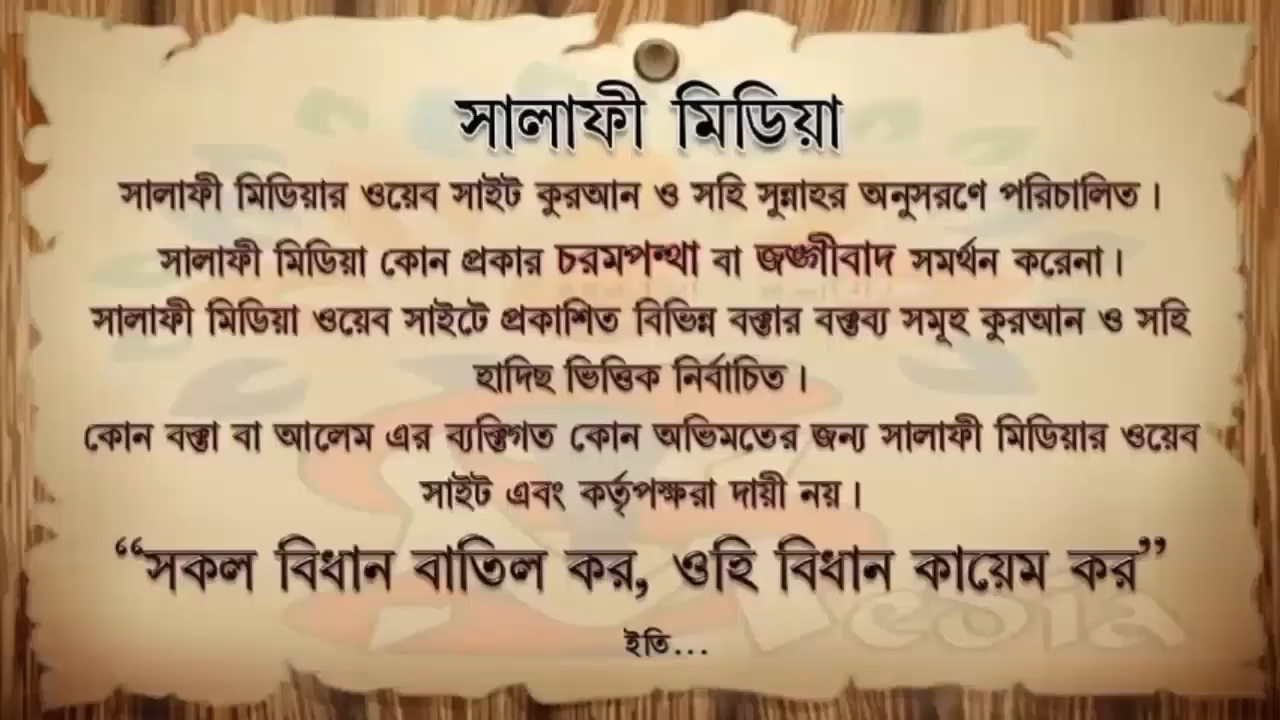 সালাফী মিডিয়া
সালাফী মিডিয়ার ওয়েব সাইট কুরআন ও সহি সুন্নাহর অনুসরণে পরিচালিত।
সালাফী মিডিয়া কোন প্রকার চরমপন্থা বা জঙ্গীবাদ সমর্থন করেনা।
সালাফী মিডিয়া ওয়েব সাইটে প্রকাশিত বিভিন্ন বক্তার বক্তব্য সমূহ কুরআন ও সহি
হাদিছ ভিত্তিক নির্বাচিত।
কোন বক্তা বা আলেম এর ব্যক্তিগত কোন অভিমতের জন্য সালাফী মিডিয়ার ওয়েব
সাইট এবং কর্তৃপক্ষরা দায়ী নয়।
“সকল বিধান বাতিল কর, ওহি বিধান কায়েম কর”
ইতি...